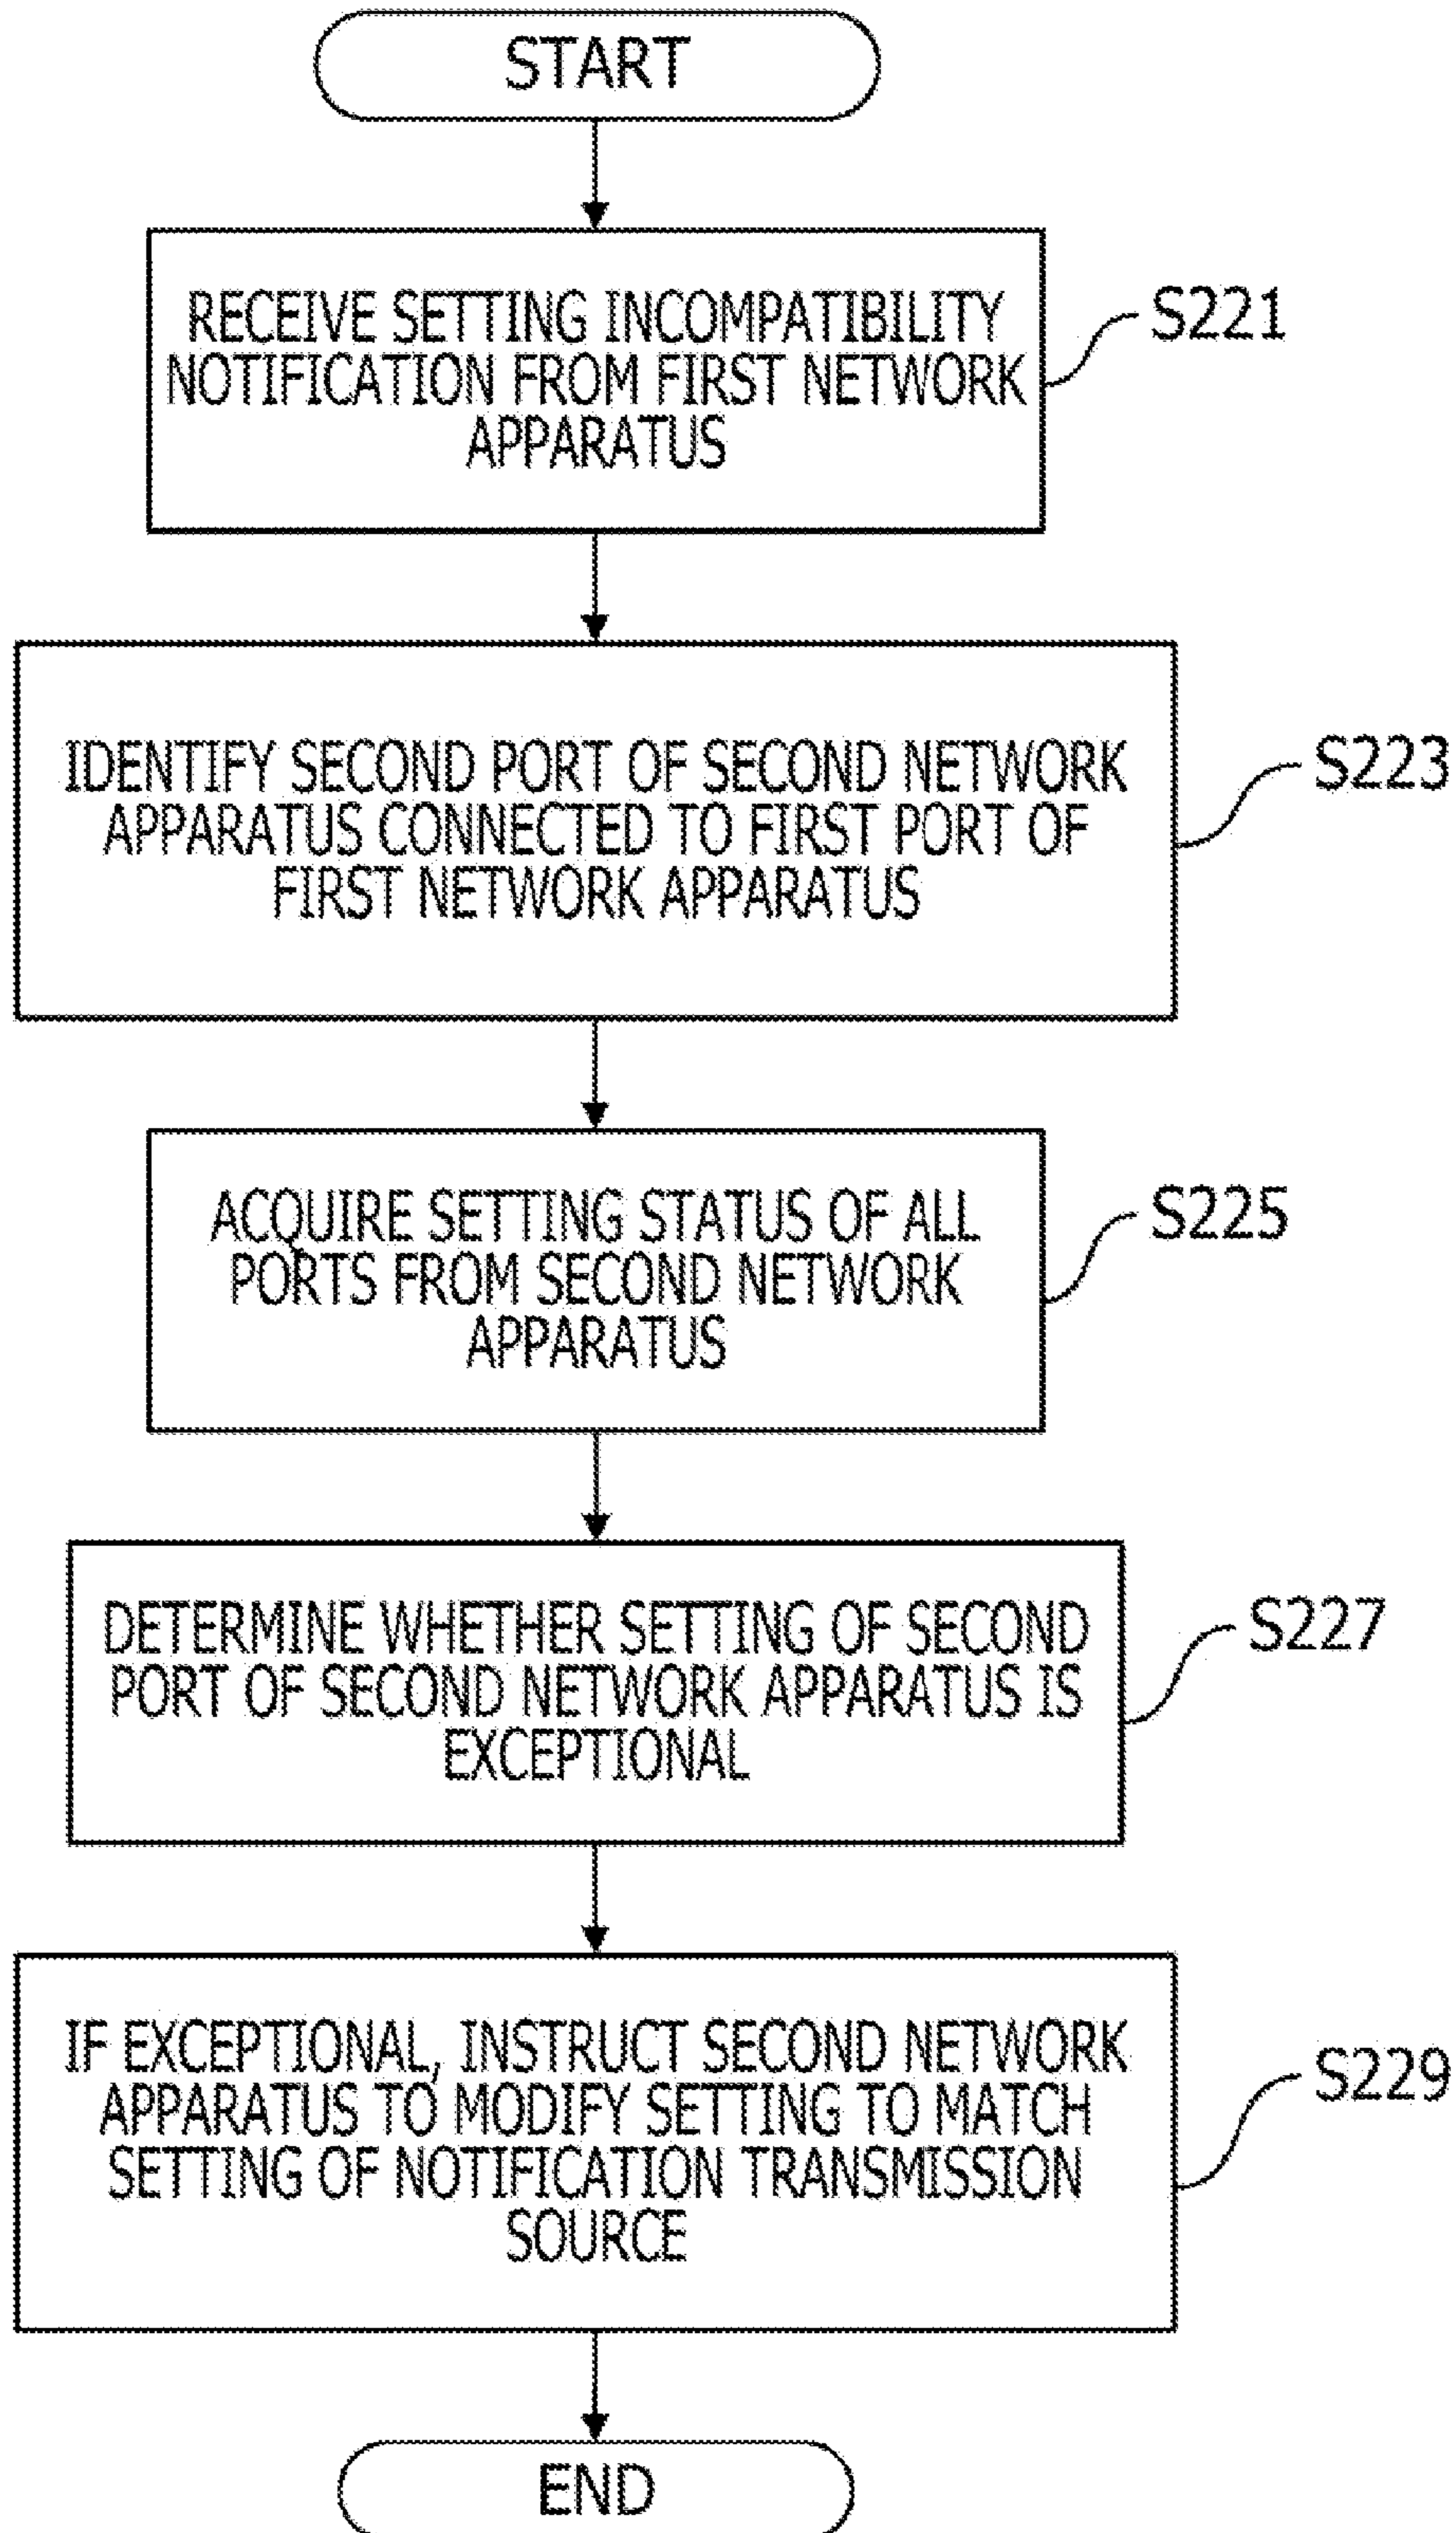 START
RECEIVE SETTING INCOMPATIBILITY
NOTIFICATION FROM FIRST NETWORK
APPARATUS
S221
IDENTIFY SECOND PORT OF SECOND NETWORK
APPARATUS CONNECTED TO FIRST PORT OF
FIRST NETWORK APPARATUS
S223
ACQUIRE SETTING STATUS OF ALL
PORTS FROM SECOND NETWORK
APPARATUS
S225
DETERMINE WHETHER SETTING OF SECOND
PORT OF SECOND NETWORK APPARATUS IS
EXCEPTIONAL
S227
IF EXCEPTIONAL, INSTRUCT SECOND NETWORK
APPARATUS TO MODIFY SETTING TO MATCH
SETTING OF NOTIFICATION TRANSMISSION
SOURCE
S229
END